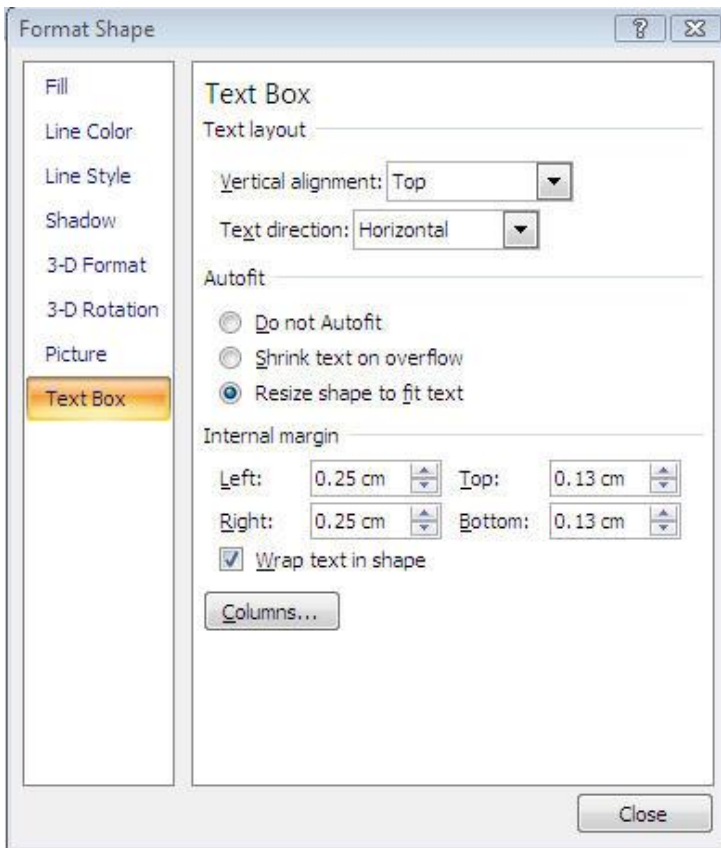 Format Shape
Fill
Line Color
Line Style
Shadow
3-D Format
3-D Rotation
Picture
Text Box
Text Box
Text layout
Vertical alignment: Top
Text direction: Horizontal
Autofit
Do not Autofit
Shrink text on overflow
Resize shape to fit text
Internal margin
Left: 0.25 cm Top: 0.13 cm
Right: 0.25 cm Bottom: 0.13 cm
Wrap text in shape
Columns...
Close